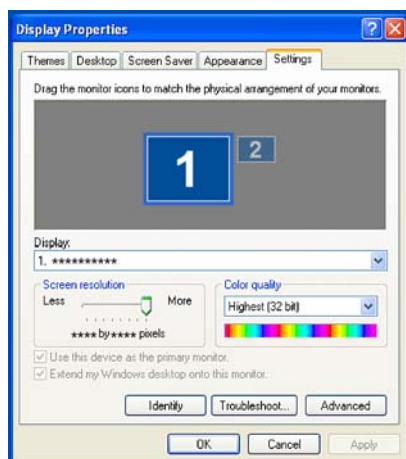 Display Properties
Themes Desktop Screen Saver Appearance Settings
Drag the monitor icons to match the physical arrangement of your monitors.
1 2
Display:
1. **********
Screen resolution
Less More
**** by **** pixels
Color quality
Highest (32 bit)
Use this device as the primary monitor.
Extend my Windows desktop onto this monitor.
Identify Troubleshoot... Advanced
OK Cancel Apply